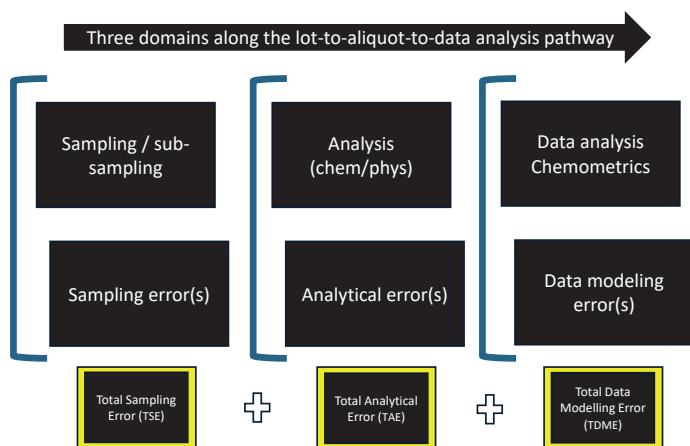 Three domains along the lot-to-aliquot-to-data analysis pathway
Sampling / sub-
sampling
Analysis
(chem/phys)
Data analysis
Chemometrics
Sampling error(s)
Analytical error(s)
Data modeling
error(s)
Total Sampling
Error (TSE)
Total Analytical
Error (TAE)
Total Data
Modelling Error
(TDME)